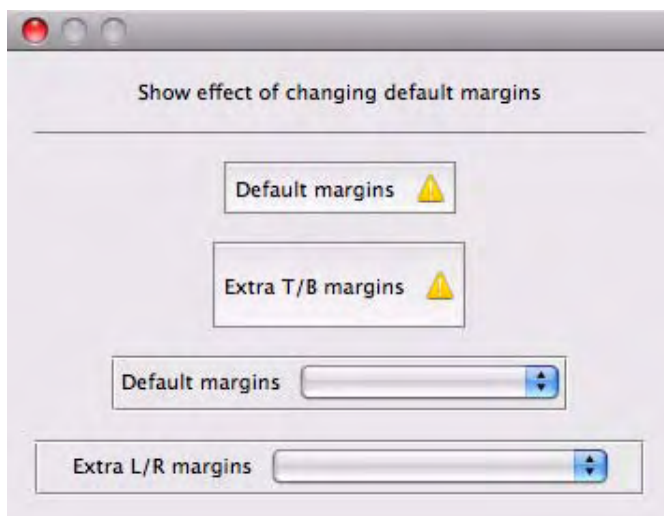 Show effect of changing default margins
Default margins
Extra T/B margins
Default margins
Extra L/R margins